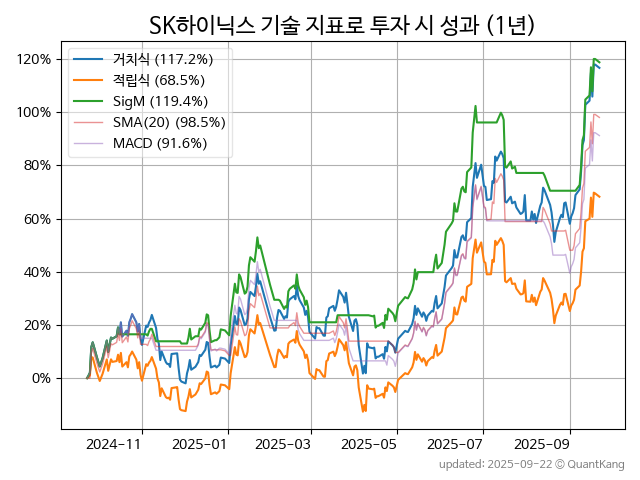 SK하이닉스 기술 지표로 투자 시 성과 (1년)
거치식 (117.2%)
적립식 (68.5%)
SigM (119.4%)
SMA(20) (98.5%)
MACD (91.6%)
120%
100%
80%
60%
40%
20%
0%
2024-11 2025-01 2025-03 2025-05 2025-07 2025-09
updated: 2025-09-22 © QuantKang